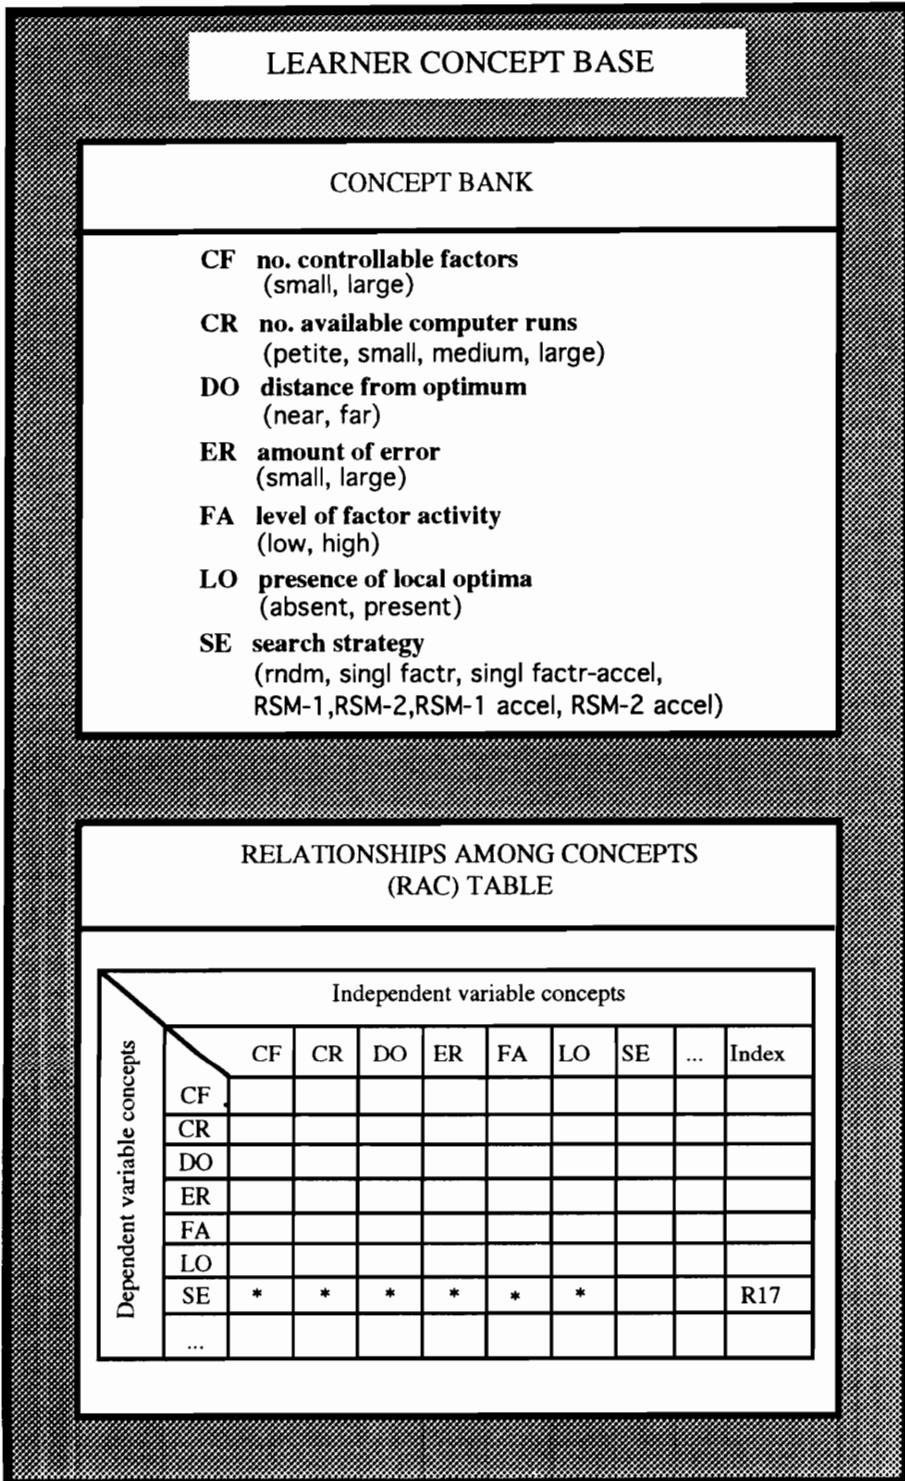 LEARNER CONCEPT BASE
CONCEPT BANK
CF no. controllable factors
(small, large)
CR no. available computer runs
(petite, small, medium, large)
DO distance from optimum
(near, far)
ER amount of error
(small, large)
FA level of factor activity
(low, high)
LO presence of local optima
(absent, present)
SE search strategy
(rndm, singl factr, singl factr-accel,
RSM-1,RSM-2,RSM-1 accel, RSM-2 accel)
RELATIONSHIPS AMONG CONCEPTS
(RAC) TABLE
Independent variable concepts
Dependent variable concepts
CF CR DO ER FA LO SE ... Index
CF
CR
DO
ER
FA
LO
SE * * * * * * R17
...